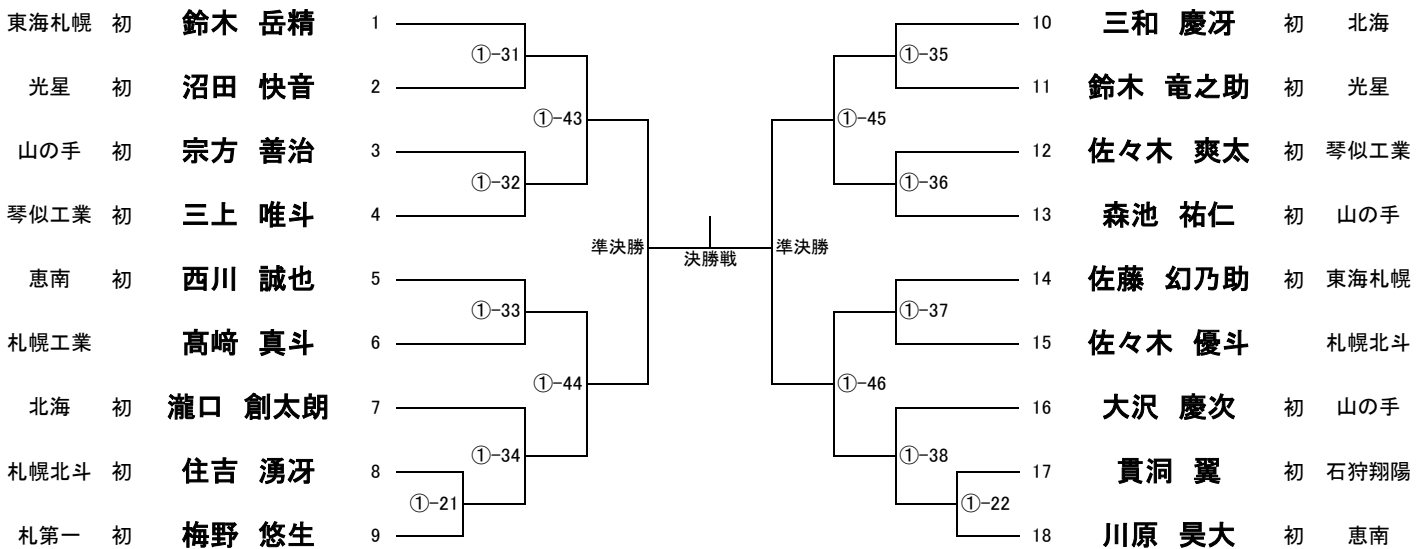 東海札幌 初 鈴木 岳精 1
①-31
光星 初 沼田 快音 2
①-43
山の手 初 宗方 善治 3
①-32
琴似工業 初 三上 唯斗 4
準決勝
恵南 初 西川 誠也 5
①-33
札幌工業 髙﨑 真斗 6
①-44
北海 初 瀧口 創太朗 7
①-34
札幌北斗 初 住吉 湧冴 8
①-21
札第一 初 梅野 悠生 9
決勝戦
10 三和 慶冴 初 北海
①-35
11 鈴木 竜之助 初 光星
①-45
12 佐々木 爽太 初 琴似工業
①-36
13 森池 祐仁 初 山の手
準決勝
14 佐藤 幻乃助 初 東海札幌
①-37
15 佐々木 優斗 札幌北斗
①-46
16 大沢 慶次 初 山の手
①-38
17 貫洞 翼 初 石狩翔陽
①-22
18 川原 昊大 初 恵南